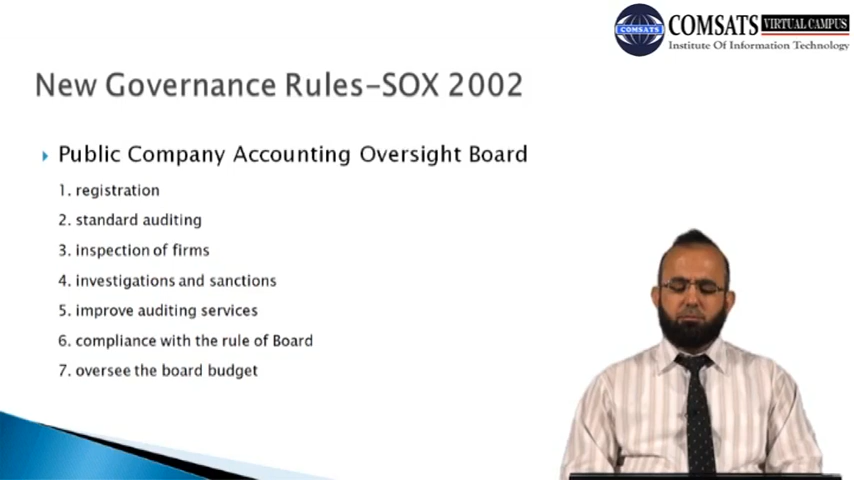 COMSATS VIRTUAL CAMPUS
Institute Of Information Technology
COMSATS
New Governance Rules-SOX 2002
Public Company Accounting Oversight Board
1. registration
2. standard auditing
3. inspection of firms
4. investigations and sanctions
5. improve auditing services
6. compliance with the rule of Board
7. oversee the board budget